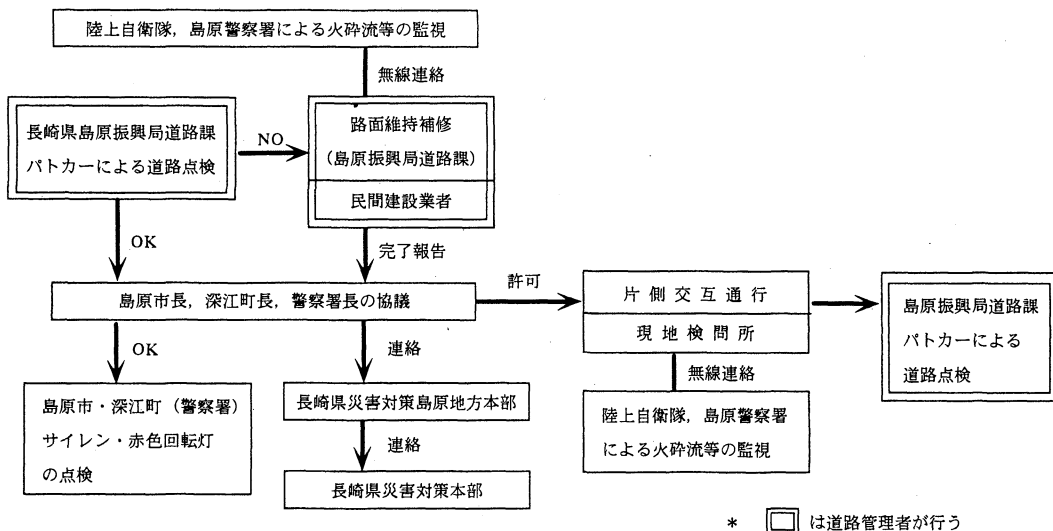 陸上自衛隊，島原警察署による火砕流等の監視
無線連絡
長崎県島原振興局道路課
パトカーによる道路点検
NO
路面維持補修
(島原振興局道路課)
民間建設業者
OK
完了報告
島原市長，深江町長，警察署長の協議
許可
片側交互通行
現地検問所
島原振興局道路課
パトカーによる
道路点検
OK
連絡
無線連絡
島原市・深江町（警察署）
サイレン・赤色回転灯
の点検
長崎県災害対策島原地方本部
陸上自衛隊，島原警察署
による火砕流等の監視
連絡
長崎県災害対策本部
* は道路管理者が行う